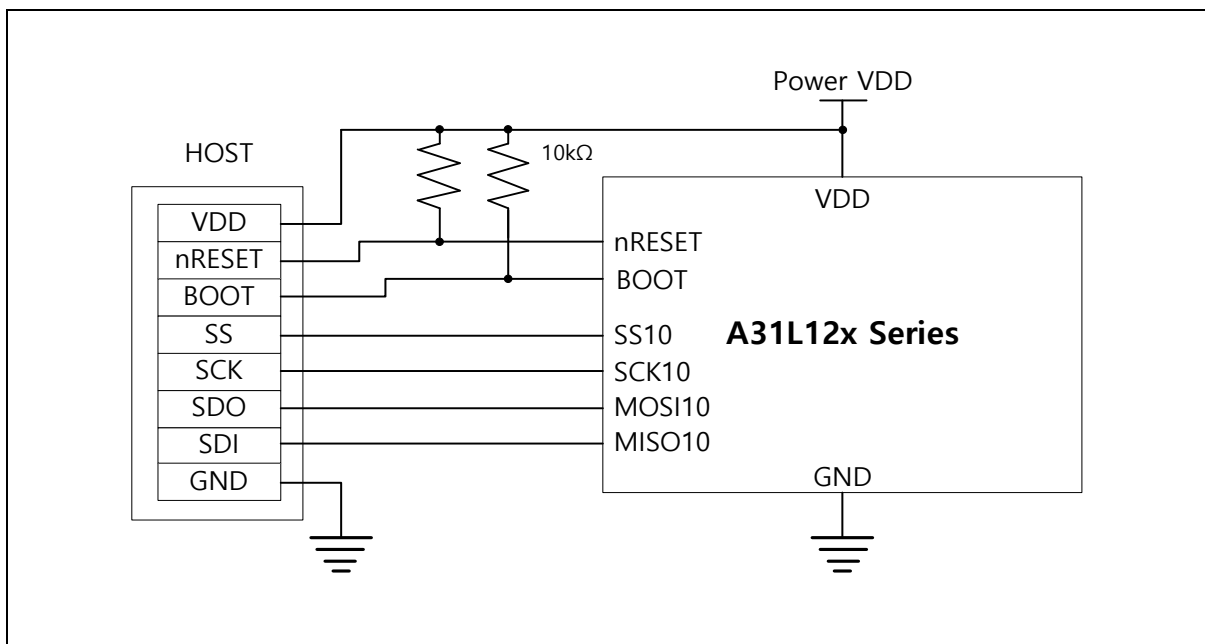 Power VDD
HOST
10kΩ
VDD
nRESET
BOOT
SS
SCK
SDO
SDI
GND
VDD
nRESET
BOOT
SS10
A31L12x Series
SCK10
MOSI10
MISO10
GND